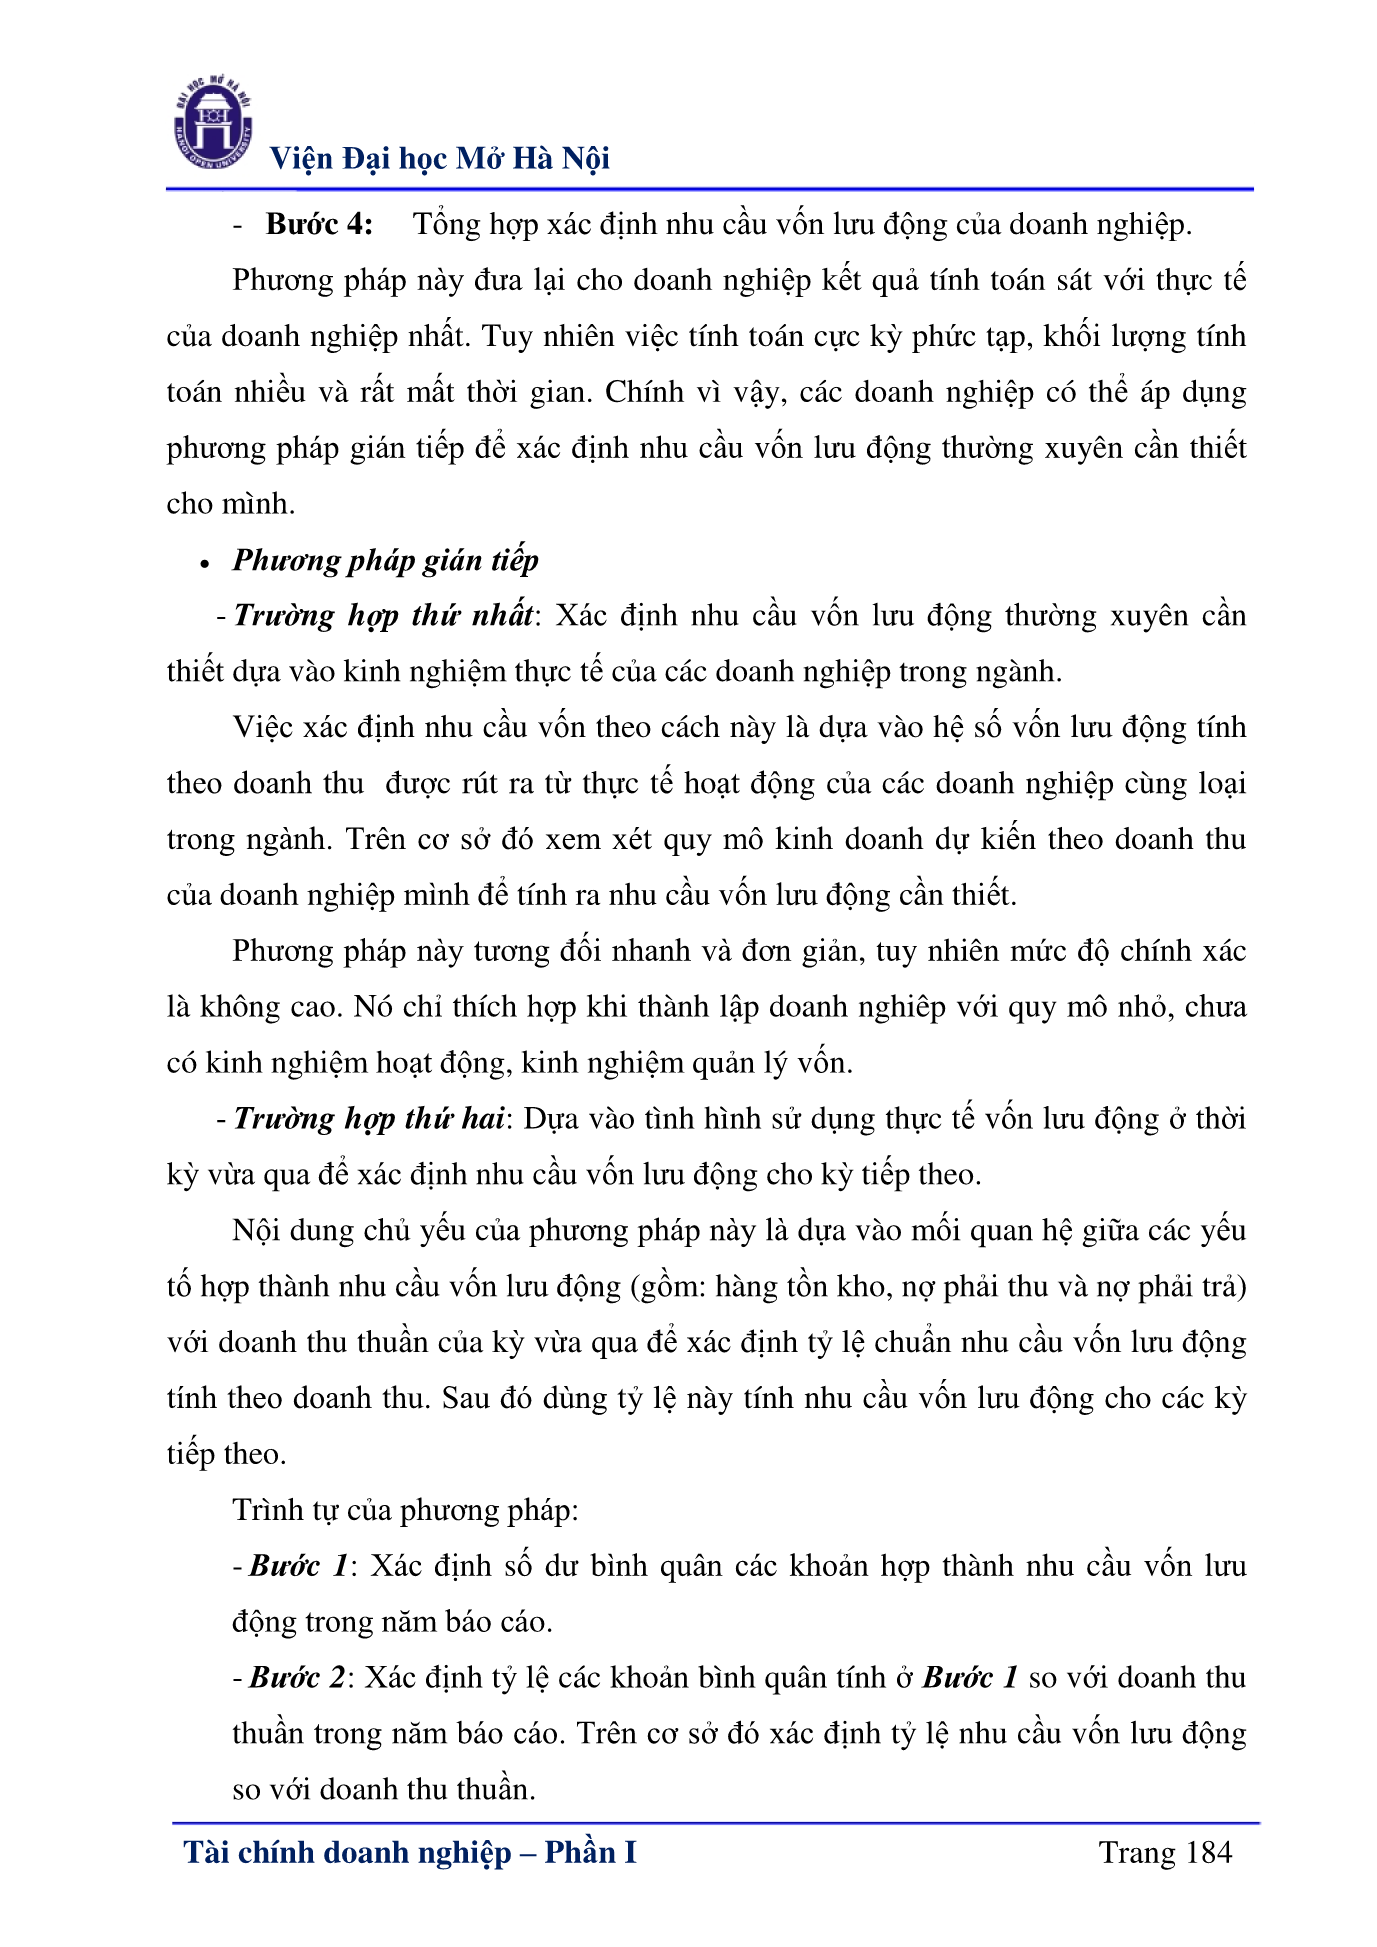 ĐẠI HỌC MỞ HÀ NỘI
HANOI OPEN UNIVERSITY
Viện Đại học Mở Hà Nội
- Bước 4: Tổng hợp xác định nhu cầu vốn lưu động của doanh nghiệp.
Phương pháp này đưa lại cho doanh nghiệp kết quả tính toán sát với thực tế
của doanh nghiệp nhất. Tuy nhiên việc tính toán cực kỳ phức tạp, khối lượng tính
toán nhiều và rất mất thời gian. Chính vì vậy, các doanh nghiệp có thể áp dụng
phương pháp gián tiếp để xác định nhu cầu vốn lưu động thường xuyên cần thiết
cho mình.
• Phương pháp gián tiếp
- Trường hợp thứ nhất: Xác định nhu cầu vốn lưu động thường xuyên cần
thiết dựa vào kinh nghiệm thực tế của các doanh nghiệp trong ngành.
Việc xác định nhu cầu vốn theo cách này là dựa vào hệ số vốn lưu động tính
theo doanh thu được rút ra từ thực tế hoạt động của các doanh nghiệp cùng loại
trong ngành. Trên cơ sở đó xem xét quy mô kinh doanh dự kiến theo doanh thu
của doanh nghiệp mình để tính ra nhu cầu vốn lưu động cần thiết.
Phương pháp này tương đối nhanh và đơn giản, tuy nhiên mức độ chính xác
là không cao. Nó chỉ thích hợp khi thành lập doanh nghiêp với quy mô nhỏ, chưa
có kinh nghiệm hoạt động, kinh nghiệm quản lý vốn.
- Trường hợp thứ hai: Dựa vào tình hình sử dụng thực tế vốn lưu động ở thời
kỳ vừa qua để xác định nhu cầu vốn lưu động cho kỳ tiếp theo.
Nội dung chủ yếu của phương pháp này là dựa vào mối quan hệ giữa các yếu
tố hợp thành nhu cầu vốn lưu động (gồm: hàng tồn kho, nợ phải thu và nợ phải trả)
với doanh thu thuần của kỳ vừa qua để xác định tỷ lệ chuẩn nhu cầu vốn lưu động
tính theo doanh thu. Sau đó dùng tỷ lệ này tính nhu cầu vốn lưu động cho các kỳ
tiếp theo.
Trình tự của phương pháp:
- Bước 1: Xác định số dư bình quân các khoản hợp thành nhu cầu vốn lưu
động trong năm báo cáo.
- Bước 2: Xác định tỷ lệ các khoản bình quân tính ở Bước 1 so với doanh thu
thuần trong năm báo cáo. Trên cơ sở đó xác định tỷ lệ nhu cầu vốn lưu động
so với doanh thu thuần.
Tài chính doanh nghiệp – Phần I Trang 184